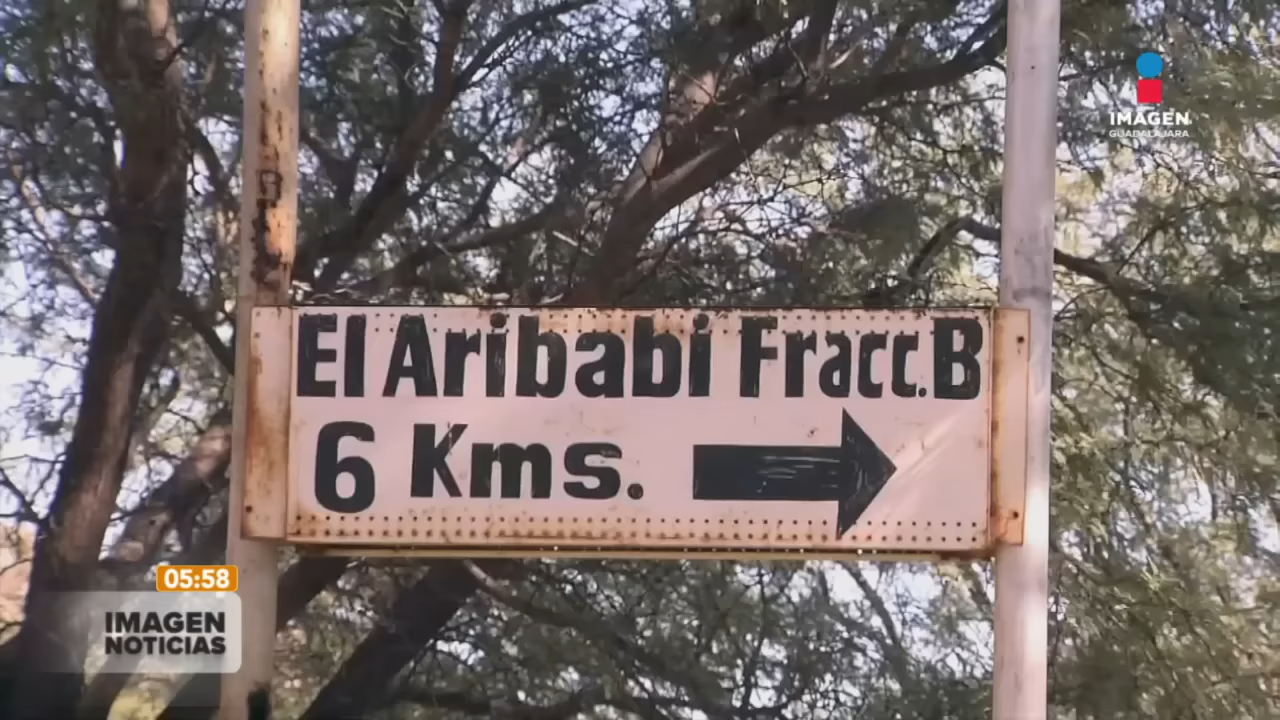 IMAGEN
GUADALAJARA
El Aribabi Fracc.B
6 Kms.
05:58
IMAGEN
NOTICIAS